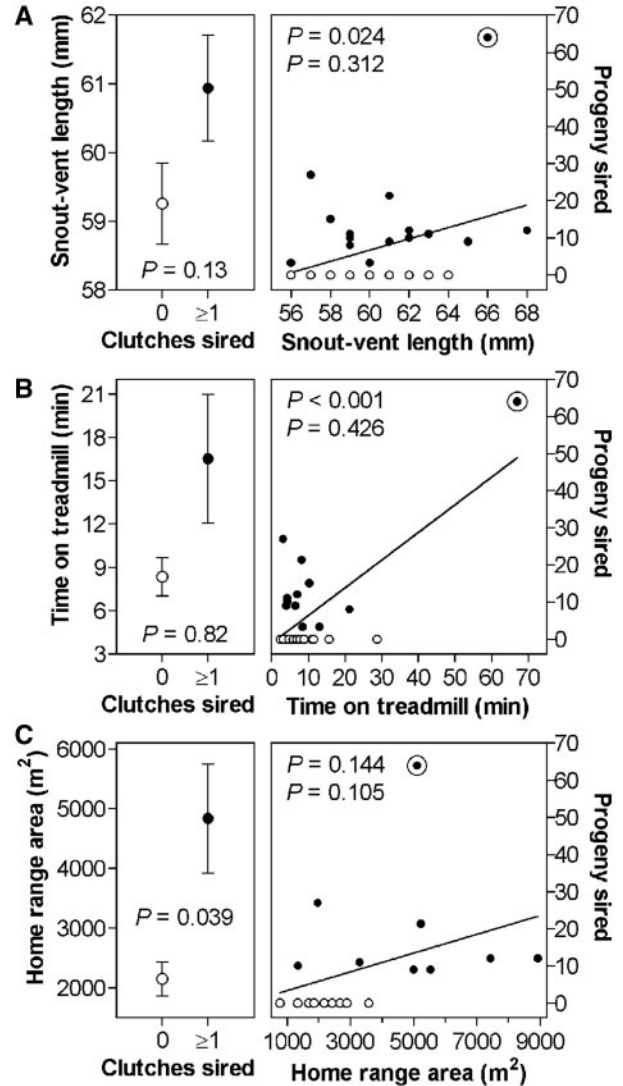 A
62
61
60
59
58
Snout-vent length (mm)
P = 0.13
0 ≥1
Clutches sired
P = 0.024
P = 0.312
70
60
50
40
30
20
10
0
Progeny sired
56 58 60 62 64 66 68
Snout-vent length (mm)
B
21
18
15
12
9
6
3
Time on treadmill (min)
P = 0.82
0 ≥1
Clutches sired
P < 0.001
P = 0.426
70
60
50
40
30
20
10
0
Progeny sired
0 10 20 30 40 50 60 70
Time on treadmill (min)
C
6000
5000
4000
3000
2000
Home range area (m²)
P = 0.039
0 ≥1
Clutches sired
P = 0.144
P = 0.105
70
60
50
40
30
20
10
0
Progeny sired
1000 3000 5000 7000 9000
Home range area (m²)